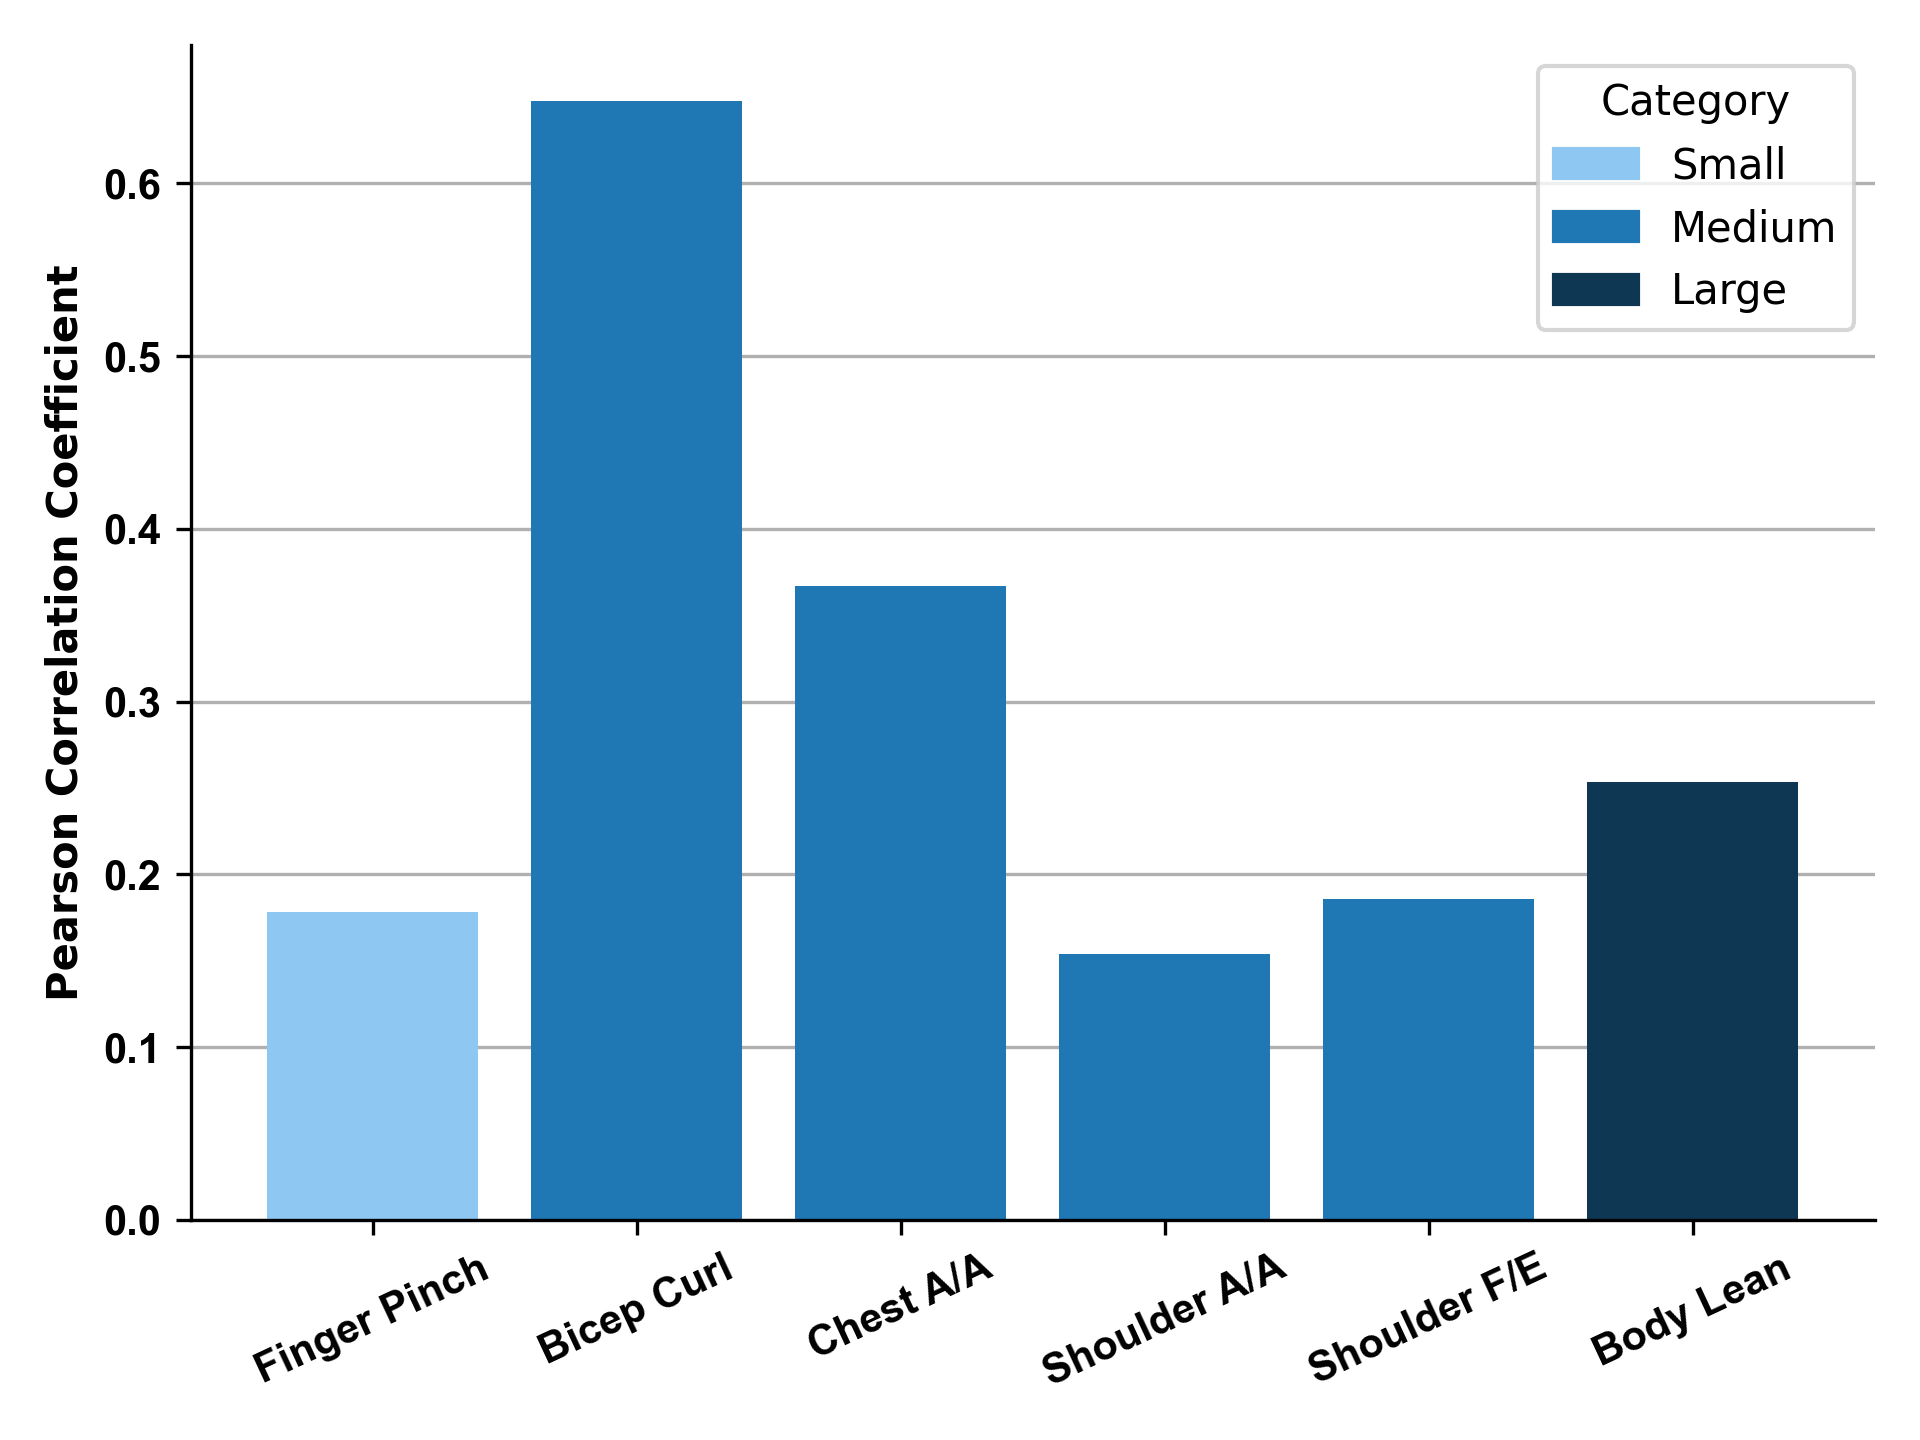 Category
Small
Medium
Large
Pearson Correlation Coefficient
0.6
0.5
0.4
0.3
0.2
0.1
0.0
Finger Pinch
Bicep Curl
Chest A/A
Shoulder A/A
Shoulder F/E
Body Lean